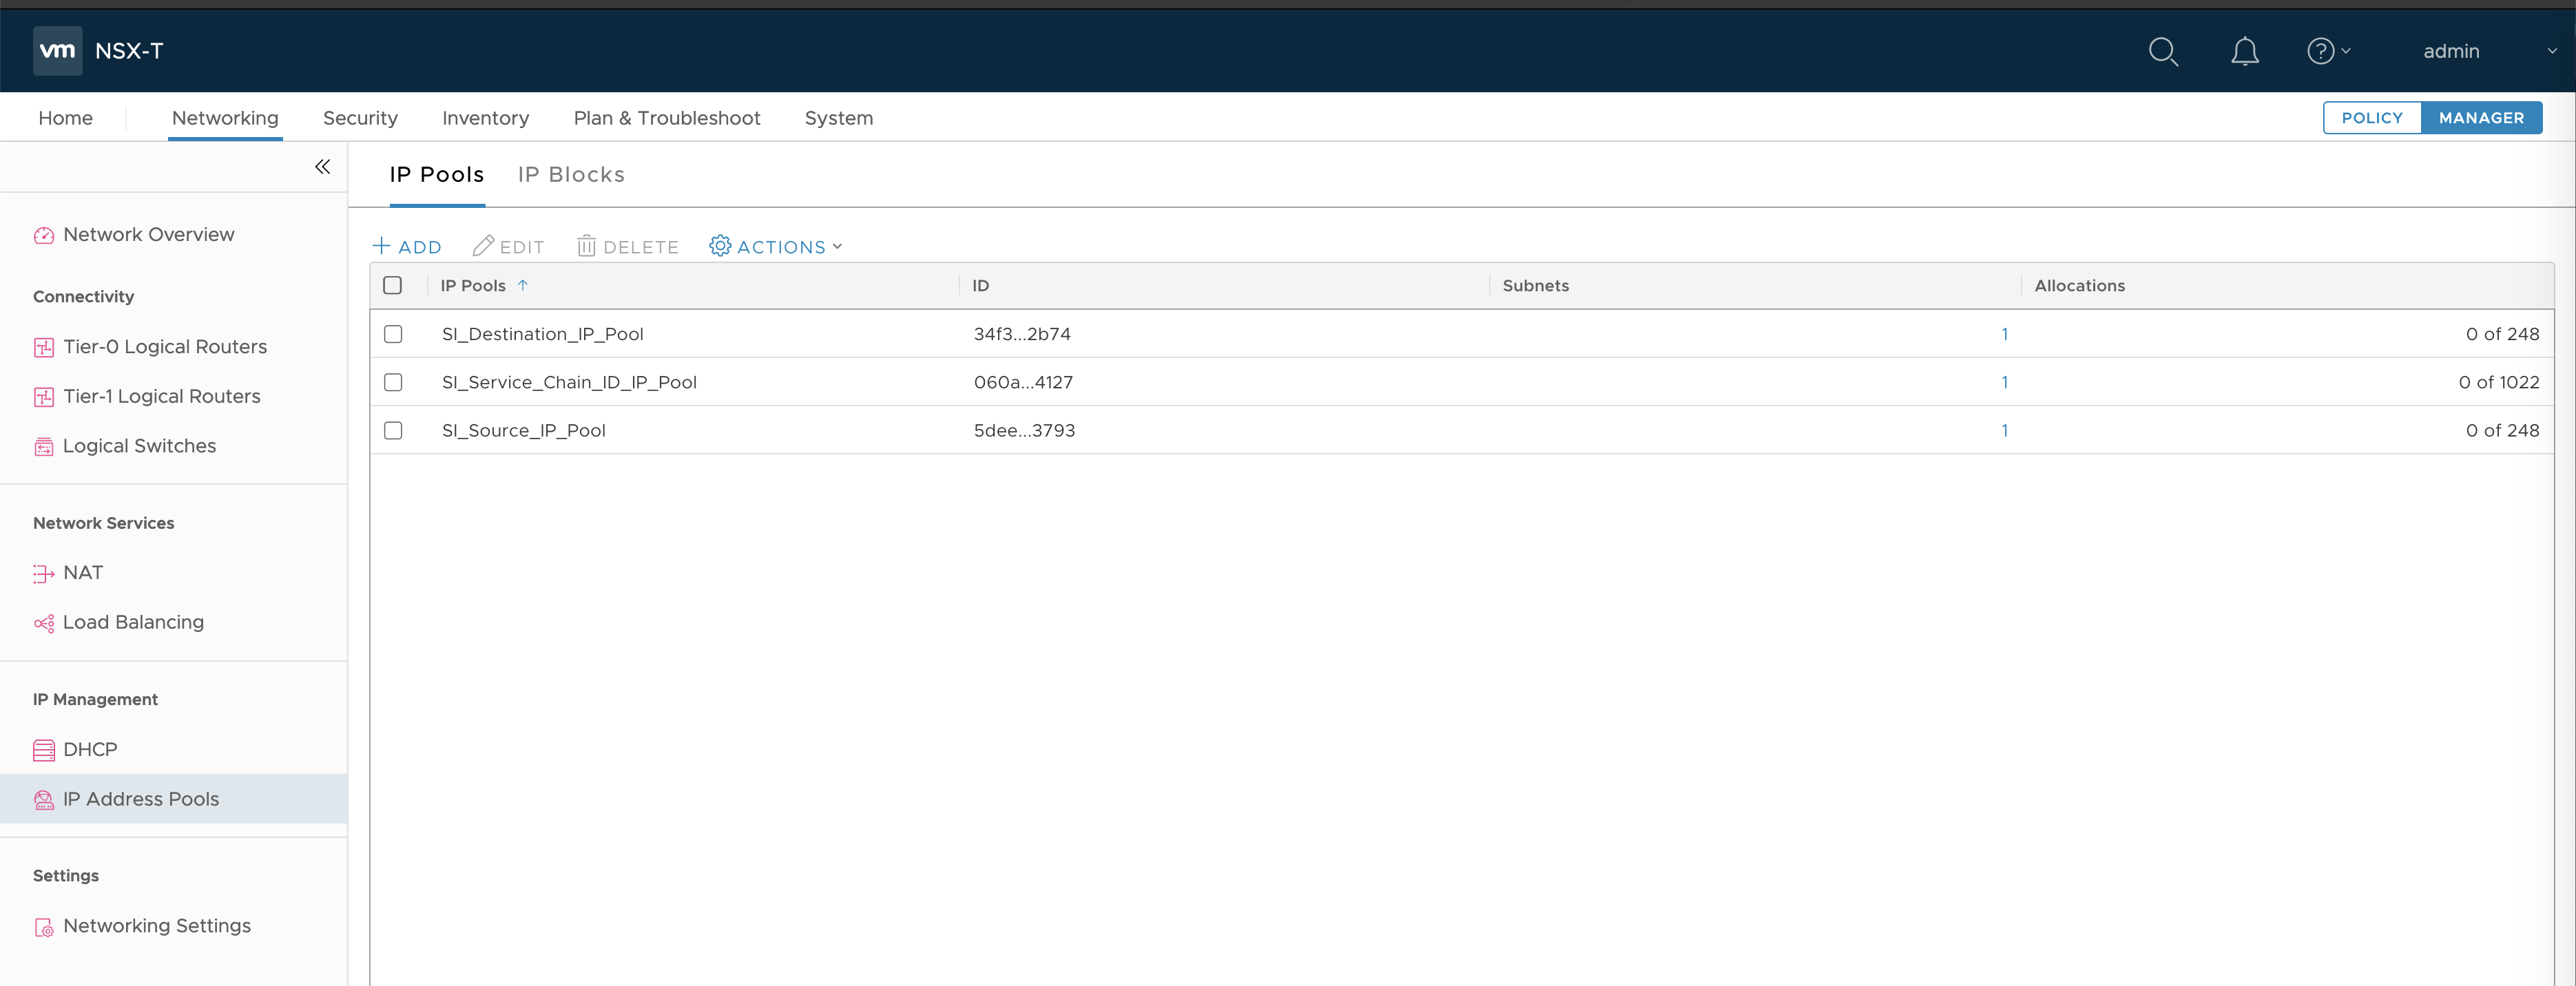 vm NSX-T
admin
Home Networking Security Inventory Plan & Troubleshoot System
POLICY MANAGER
IP Pools IP Blocks
Network Overview
Connectivity
Tier-0 Logical Routers
Tier-1 Logical Routers
Logical Switches
Network Services
NAT
Load Balancing
IP Management
DHCP
IP Address Pools
Settings
Networking Settings
+ ADD EDIT DELETE ACTIONS
IP Pools ↑ ID Subnets Allocations
SI_Destination_IP_Pool 34f3...2b74 1 0 of 248
SI_Service_Chain_ID_IP_Pool 060a...4127 1 0 of 1022
SI_Source_IP_Pool 5dee...3793 1 0 of 248